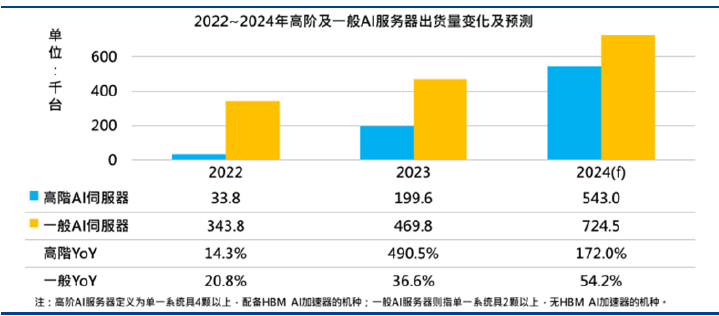 2022~2024年高阶及一般AI服务器出货量变化及预测
单位：千台
600
400
200
0
2022 2023 2024(f)
高階AI伺服器 33.8 199.6 543.0
一般AI伺服器 343.8 469.8 724.5
高階YoY 14.3% 490.5% 172.0%
一般YoY 20.8% 36.6% 54.2%
注：高阶AI服务器定义为单一系统具4颗以上，配备HBM AI加速器的机种；一般AI服务器则指单一系统具2颗以上，无HBM AI加速器的机种。